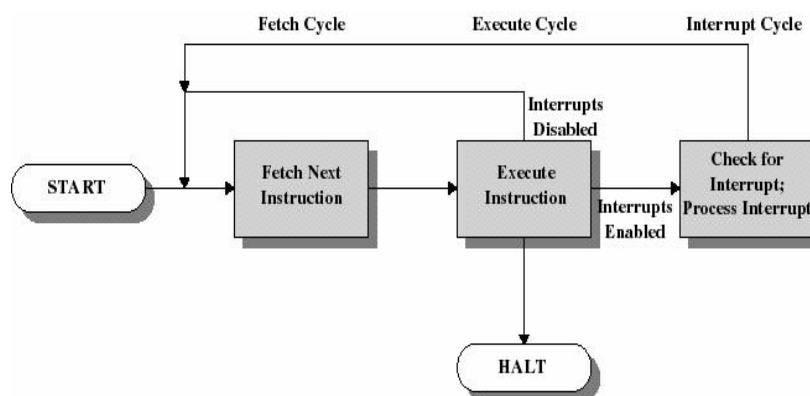 Fetch Cycle
Execute Cycle
Interrupt Cycle
Interrupts
Disabled
START
Fetch Next
Instruction
Execute
Instruction
Interrupts
Enabled
Check for
Interrupt;
Process Interrupt
HALT